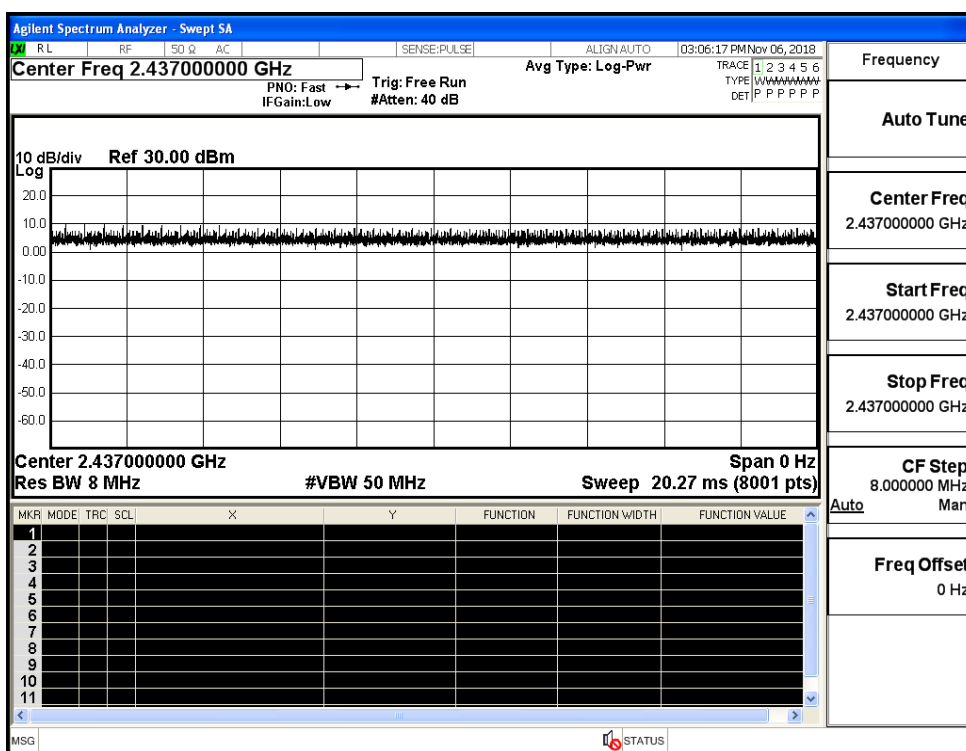 Agilent Spectrum Analyzer - Swept SA
LXI RL RF 50 Ω AC SENSE:PULSE ALIGN AUTO 03:06:17 PM Nov 06, 2018
Center Freq 2.437000000 GHz
PNO: Fast
IFGain:Low
Trig: Free Run
#Atten: 40 dB
Avg Type: Log-Pwr
TRACE 1 2 3 4 5 6
TYPE W W W W W W
DET P P P P P P
10 dB/div Ref 30.00 dBm
Log
20.0
10.0
0.00
-10.0
-20.0
-30.0
-40.0
-50.0
-60.0
Center 2.437000000 GHz Span 0 Hz
Res BW 8 MHz #VBW 50 MHz Sweep 20.27 ms (8001 pts)
MKR MODE TRC SCL X Y FUNCTION FUNCTION WIDTH FUNCTION VALUE
1
2
3
4
5
6
7
8
9
10
11
MSG STATUS
Frequency
Auto Tune
Center Freq
2.437000000 GHz
Start Freq
2.437000000 GHz
Stop Freq
2.437000000 GHz
CF Step
8.000000 MHz
Auto Man
Freq Offset
0 Hz